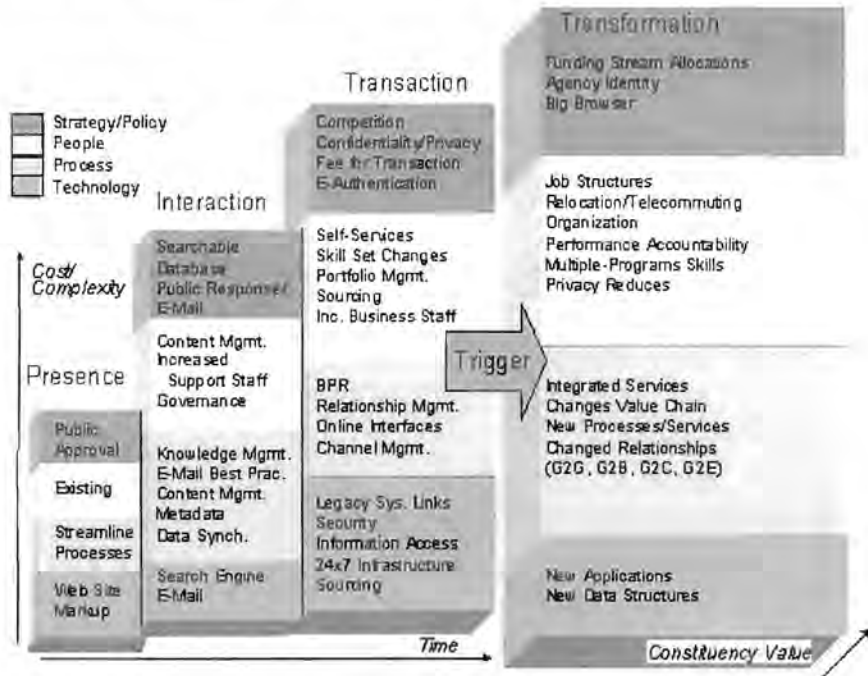 Transformation
Funding Stream Allocations
Agency Identity
Big Browser
Job Structures
Relocation/Telecommuting
Organization
Performance Accountability
Multiple-Programs Skills
Privacy Reduces
Integrated Services
Changes Value Chain
New Processes/Services
Changed Relationships
(G2G, G2B, G2C, G2E)
New Applications
New Data Structures
Transaction
Competition
Confidentiality/Privacy
Fee for Transaction
E-Authentication
Self-Services
Skill Set Changes
Portfolio Mgmt.
Sourcing
Inc. Business Staff
BPR
Relationship Mgmt.
Online Interfaces
Channel Mgmt.
Legacy Sys. Links
Security
Information Access
24x7 Infrastructure
Sourcing
Trigger
Strategy/Policy
People
Process
Technology
Interaction
Searchable
Database
Public Response/
E-Mail
Content Mgmt.
Increased
Support Staff
Governance
Knowledge Mgmt.
E-Mail Best Prac.
Content Mgmt.
Metadata
Data Synch.
Search Engine
E-Mail
Cost/
Complexity
Presence
Public
Approval
Existing
Streamline
Processes
Web Site
Markup
Time
Constituency Value